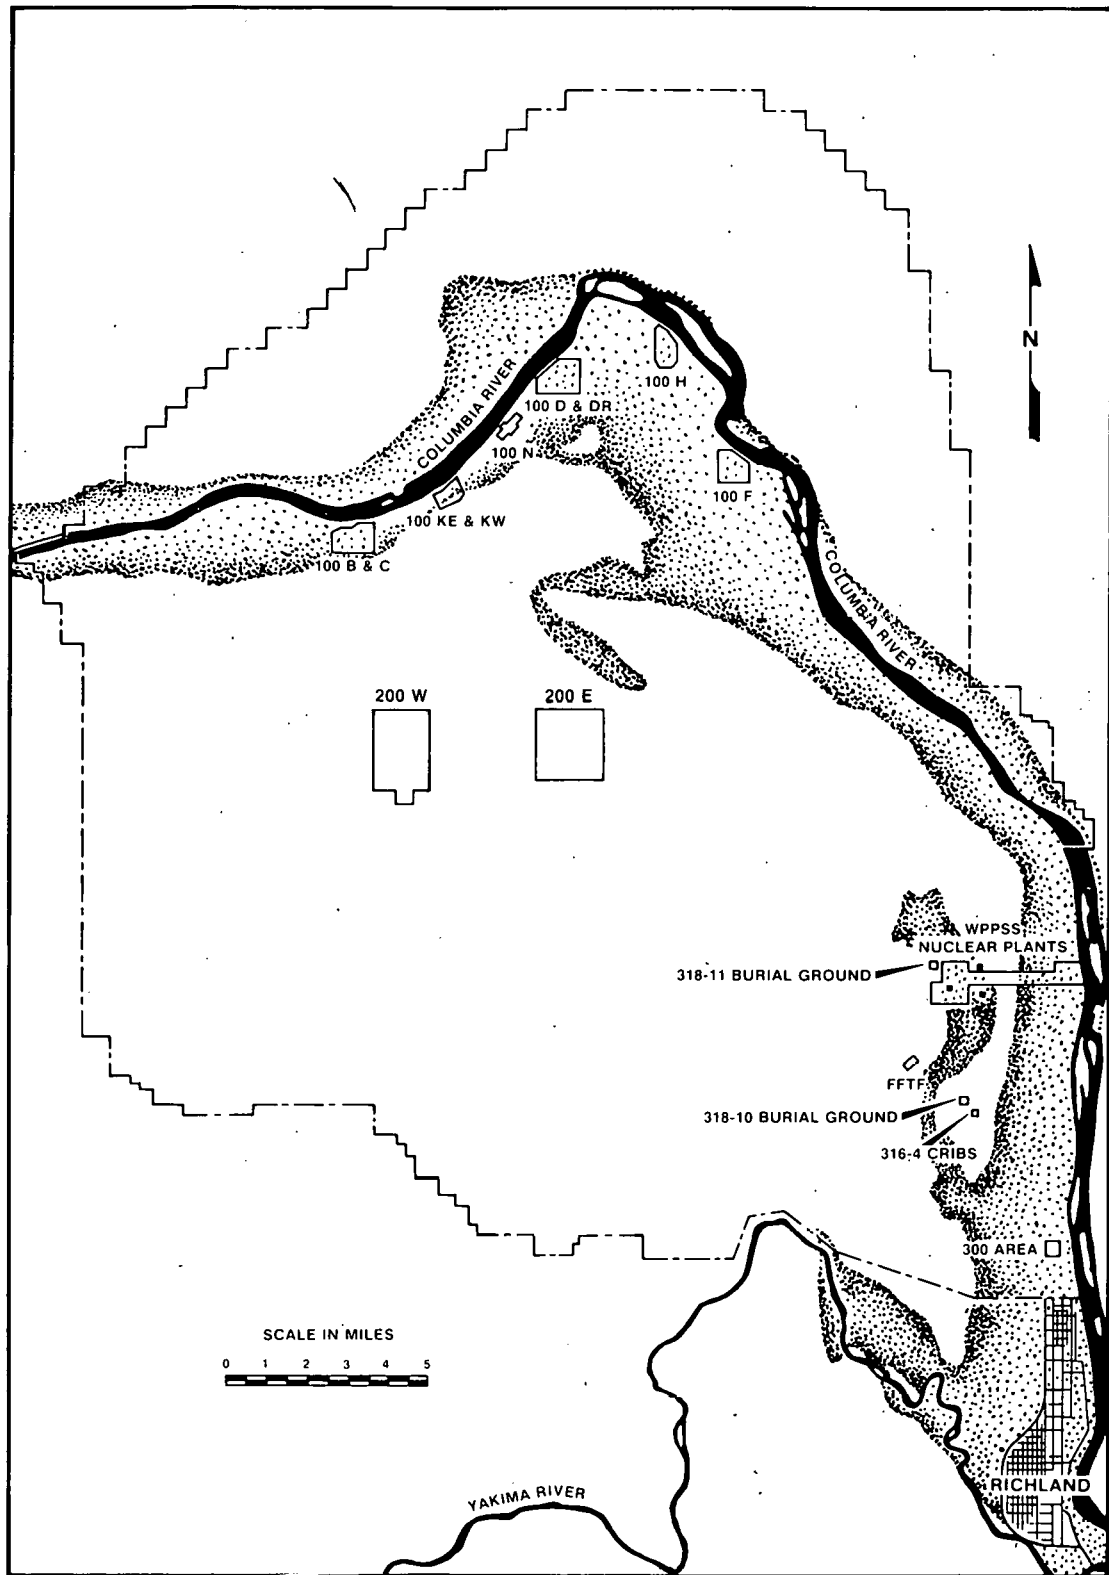 N
COLUMBIA RIVER
100 H
100 D & DR
100 N
100 F
100 KE & KW
100 B & C
COLUMBIA RIVER
200 W
200 E
WPPSS
NUCLEAR PLANTS
318-11 BURIAL GROUND
FFTF
318-10 BURIAL GROUND
316-4 CRIBS
300 AREA
SCALE IN MILES
0 1 2 3 4 5
RICHLAND
YAKIMA RIVER